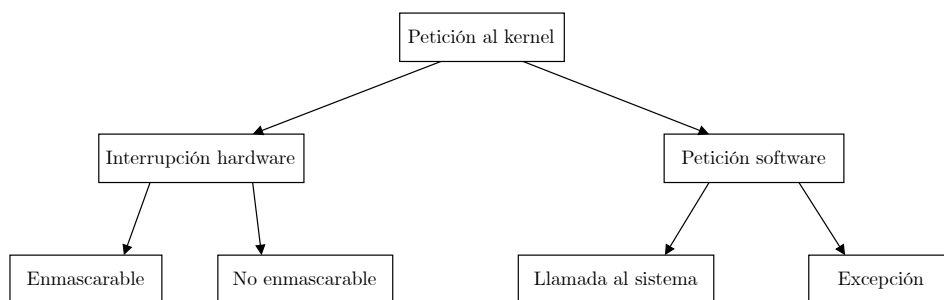 Petición al kernel
Interrupción hardware
Petición software
Enmascarable
No enmascarable
Llamada al sistema
Excepción